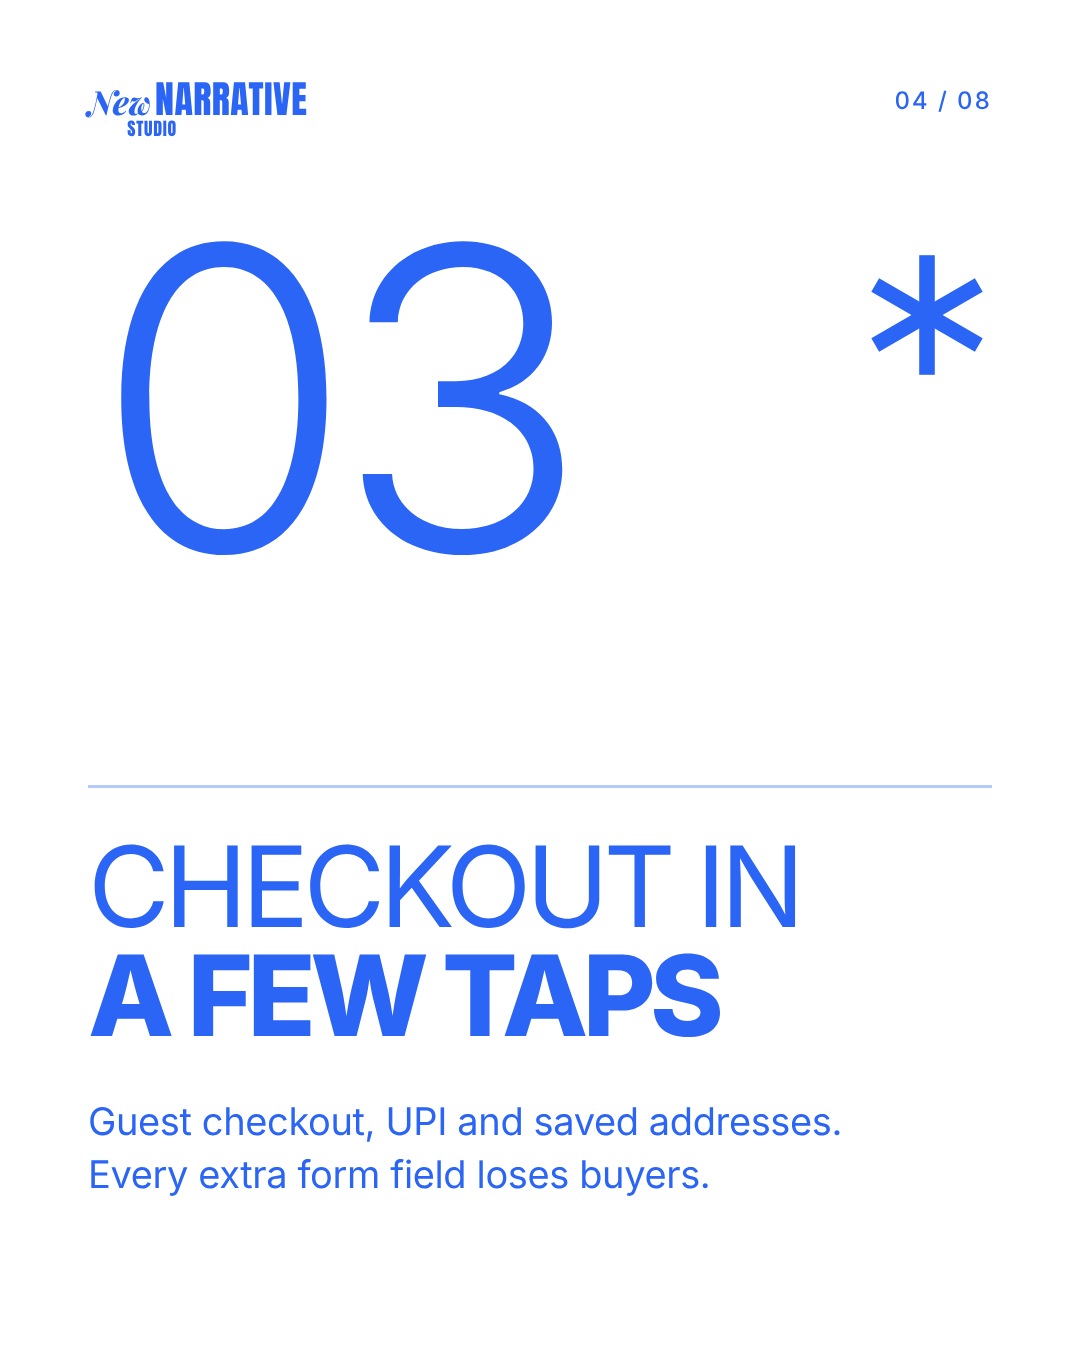 New NARRATIVE
STUDIO
04 / 08
03
*
CHECKOUT IN
A FEW TAPS
Guest checkout, UPI and saved addresses.
Every extra form field loses buyers.